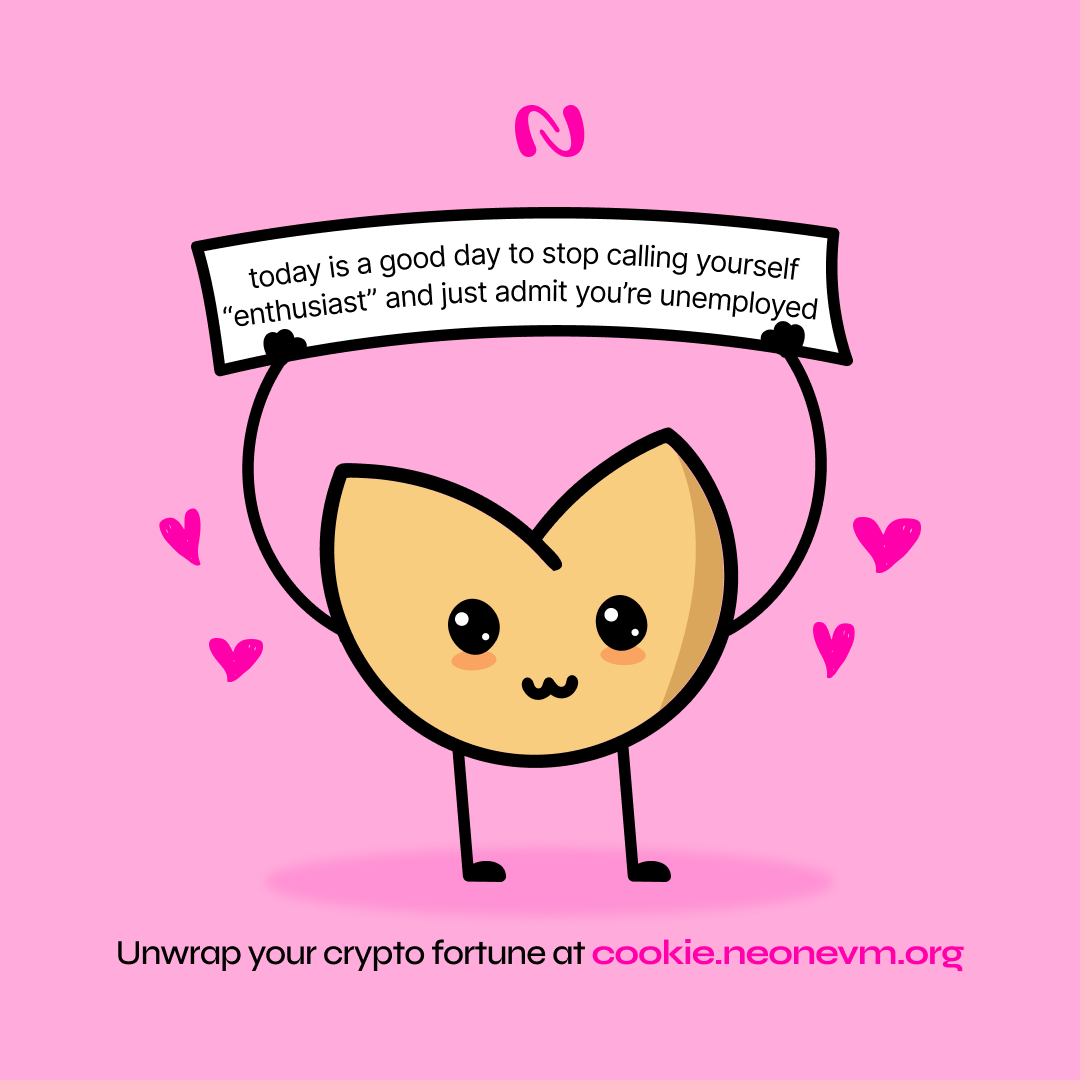 today is a good day to stop calling yourself
“enthusiast” and just admit you’re unemployed
Unwrap your crypto fortune at cookie.neonevm.org